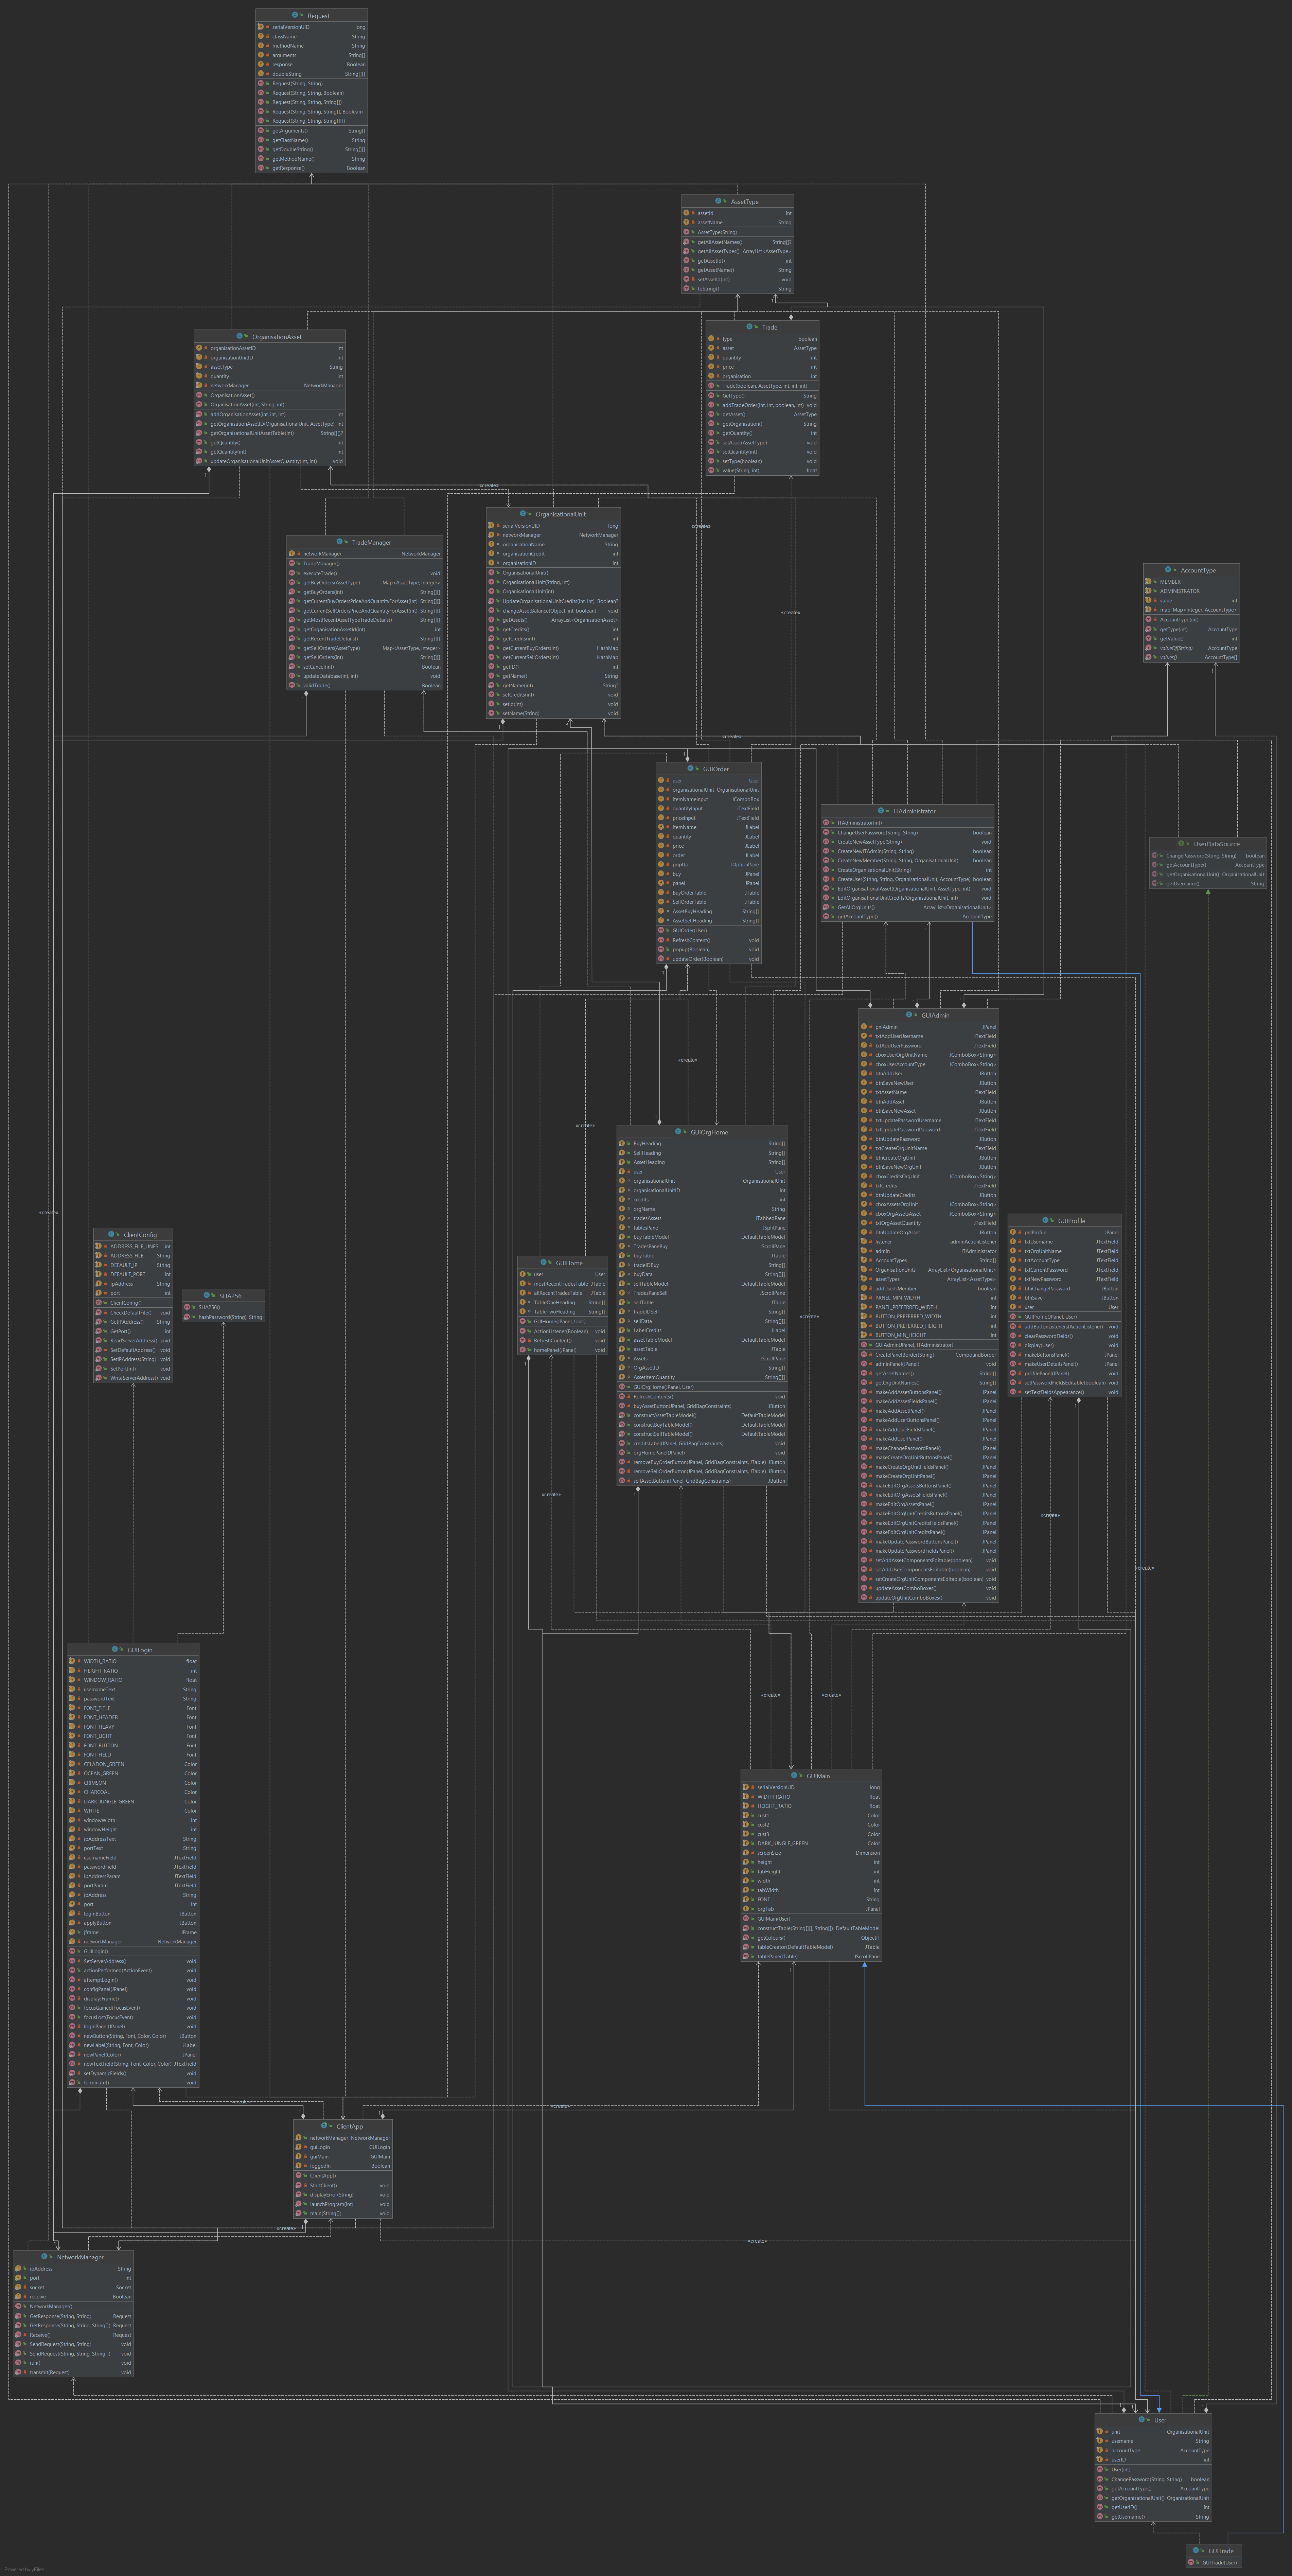 Request
serialVersionUID long
className String
methodName String
arguments String[]
response Boolean
doubleString String[][]
Request(String, String)
Request(String, String, Boolean)
Request(String, String, String[])
Request(String, String, String[], Boolean)
Request(String, String, String[][])
getArguments() String[]
getClassName() String
getDoubleString() String[][]
getMethodName() String
getResponse() Boolean
AssetType
assetId int
assetName String
AssetType(String)
getAllAssetNames() String[]?
getAllAssetTypes() ArrayList<AssetType>
getAssetId() int
getAssetName() String
setAssetId(int) void
toString() String
OrganisationAsset
organisationAssetID int
organisationUnitID int
assetType String
quantity int
networkManager NetworkManager
OrganisationAsset()
OrganisationAsset(int, String, int)
addOrganisationAsset(int, int, int) int
getOrganisationAssetID(OrganisationalUnit, AssetType) int
getOrganisationalUnitAssetTable(int) String[][]?
getQuantity() int
getQuantity(int) int
updateOrganisationalUnitAssetQuantity(int, int) void
Trade
type boolean
asset AssetType
quantity int
price int
organisation int
Trade(boolean, AssetType, int, int, int)
GetType() String
addTradeOrder(int, int, boolean, int) void
getAsset() AssetType
getOrganisation() String
getQuantity() int
setAsset(AssetType) void
setQuantity(int) void
setType(boolean) void
value(String, int) float
«create»
OrganisationalUnit
serialVersionUID long
networkManager NetworkManager
organisationName String
organisationCredit int
organisationID int
OrganisationalUnit()
OrganisationalUnit(String, int)
OrganisationalUnit(int)
UpdateOrganisationalUnitCredits(int, int) Boolean?
changeAssetBalance(Object, int, boolean) void
getAssets() ArrayList<OrganisationAsset>
getCredits() int
getCredits(int) int
getCurrentBuyOrders(int) HashMap
getCurrentSellOrders(int) HashMap
getID() int
getName() String
getName(int) String?
setCredits(int) void
setId(int) void
setName(String) void
«create»
TradeManager
networkManager NetworkManager
TradeManager()
executeTrade() void
getBuyOrders(AssetType) Map<AssetType, Integer>
getBuyOrders(int) String[][]
getCurrentBuyOrdersPriceAndQuantityForAsset(int) String[][]
getCurrentSellOrdersPriceAndQuantityForAsset(int) String[][]
getMostRecentAssetTypeTradeDetails() String[][]
getOrganisationAssetId(int) int
getRecentTradeDetails() String[][]
getSellOrders(AssetType) Map<AssetType, Integer>
getSellOrders(int) String[][]
setCancel(int) Boolean
updateDatabase(int, int) void
validTrade() Boolean
AccountType
MEMBER
ADMINISTRATOR
value int
map Map<Integer, AccountType>
AccountType(int)
getType(int) AccountType
getValue() int
valueOf(String) AccountType
values() AccountType[]
«create»
«create»
GUIOrder
user User
organisationalUnit OrganisationalUnit
itemNameInput JComboBox
quantityInput JTextField
priceInput JTextField
itemName JLabel
quantity JLabel
price JLabel
order JLabel
popUp JOptionPane
buy JPanel
panel JPanel
BuyOrderTable JTable
SellOrderTable JTable
AssetBuyHeading String[]
AssetSellHeading String[]
GUIOrder(User)
RefreshContent() void
popup(Boolean) void
updateOrder(Boolean) void
ITAdministrator
ITAdministrator(int)
ChangeUserPassword(String, String) boolean
CreateNewAssetType(String) void
CreateNewITAdmin(String, String) boolean
CreateNewMember(String, String, OrganisationalUnit) boolean
CreateOrganisationalUnit(String) int
CreateUser(String, String, OrganisationalUnit, AccountType) boolean
EditOrganisationalAsset(OrganisationalUnit, AssetType, int) void
EditOrganisationalUnitCredits(OrganisationalUnit, int) void
GetAllOrgUnits() ArrayList<OrganisationalUnit>
getAccountType() AccountType
UserDataSource
ChangePassword(String, String) boolean
getAccountType() AccountType
getOrganisationalUnit() OrganisationalUnit
getUsername() String
GUIAdmin
pnlAdmin JPanel
txtAddUserUsername JTextField
txtAddUserPassword JTextField
cboxUserOrgUnitName JComboBox<String>
cboxUserAccountType JComboBox<String>
btnAddUser JButton
btnSaveNewUser JButton
txtAssetName JTextField
btnAddAsset JButton
btnSaveNewAsset JButton
txtUpdatePasswordUsername JTextField
txtUpdatePasswordPassword JTextField
btnUpdatePassword JButton
txtCreateOrgUnitName JTextField
btnCreateOrgUnit JButton
btnSaveNewOrgUnit JButton
cboxCreditsOrgUnit JComboBox<String>
txtCredits JTextField
btnUpdateCredits JButton
cboxAssetsOrgUnit JComboBox<String>
cboxOrgAssetsAsset JComboBox<String>
txtOrgAssetQuantity JTextField
btnUpdateOrgAsset JButton
listener adminActionListener
admin ITAdministrator
AccountTypes String[]
OrganisationUnits ArrayList<OrganisationalUnit>
assetTypes ArrayList<AssetType>
addUserIsMember boolean
PANEL_MIN_WIDTH int
PANEL_PREFERRED_WIDTH int
BUTTON_PREFERRED_WIDTH int
BUTTON_PREFERRED_HEIGHT int
BUTTON_MIN_HEIGHT int
GUIAdmin(JPanel, ITAdministrator)
CreatePanelBorder(String) CompoundBorder
adminPanel(JPanel) void
getAssetNames() String[]
getOrgUnitNames() String[]
makeAddAssetButtonsPanel() JPanel
makeAddAssetFieldsPanel() JPanel
makeAddAssetPanel() JPanel
makeAddUserButtonsPanel() JPanel
makeAddUserFieldsPanel() JPanel
makeAddUserPanel() JPanel
makeChangePasswordPanel() JPanel
makeCreateOrgUnitButtonsPanel() JPanel
makeCreateOrgUnitFieldsPanel() JPanel
makeCreateOrgUnitPanel() JPanel
makeEditOrgAssetsButtonsPanel() JPanel
makeEditOrgAssetsFieldsPanel() JPanel
makeEditOrgAssetsPanel() JPanel
makeEditOrgUnitCreditsButtonsPanel() JPanel
makeEditOrgUnitCreditsFieldsPanel() JPanel
makeEditOrgUnitCreditsPanel() JPanel
makeUpdatePasswordButtonsPanel() JPanel
makeUpdatePasswordFieldsPanel() JPanel
setAddAssetComponentsEditable(boolean) void
setAddUserComponentsEditable(boolean) void
setCreateOrgUnitComponentsEditable(boolean) void
updateAssetComboBoxes() void
updateOrgUnitComboBoxes() void
«create»
«create»
GUIOrgHome
BuyHeading String[]
SellHeading String[]
AssetHeading String[]
user User
organisationalUnit OrganisationalUnit
organisationalUnitID int
credits int
orgName String
tradesAssets JTabbedPane
tablesPane JSplitPane
buyTableModel DefaultTableModel
TradesPaneBuy JScrollPane
buyTable JTable
tradeIDBuy String[]
buyData String[][]
sellTableModel DefaultTableModel
TradesPaneSell JScrollPane
sellTable JTable
tradeIDSell String[]
sellData String[][]
LabelCredits JLabel
assetTableModel DefaultTableModel
assetTable JTable
Assets JScrollPane
OrgAssetID String[]
AssetItemQuantity String[][]
GUIOrgHome(JPanel, User)
RefreshContents() void
buyAssetButton(JPanel, GridBagConstraints) JButton
constructAssetTableModel() DefaultTableModel
constructBuyTableModel() DefaultTableModel
constructSellTableModel() DefaultTableModel
creditsLabel(JPanel, GridBagConstraints) void
orgHomePanel(JPanel) void
removeBuyOrderButton(JPanel, GridBagConstraints, JTable) JButton
removeSellOrderButton(JPanel, GridBagConstraints, JTable) JButton
sellAssetButton(JPanel, GridBagConstraints) JButton
GUIProfile
pnlProfile JPanel
txtUsername JTextField
txtOrgUnitName JTextField
txtAccountType JTextField
txtCurrentPassword JTextField
txtNewPassword JTextField
btnChangePassword JButton
btnSave JButton
user User
GUIProfile(JPanel, User)
addButtonListeners(ActionListener) void
clearPasswordFields() void
displayUser() void
makeButtonsPanel() JPanel
makeUserDetailsPanel() JPanel
profilePanel(JPanel) void
setPasswordFieldsEditable(boolean) void
setTextFieldsAppearance() void
«create»
ClientConfig
ADDRESS_FILE_LINES int
ADDRESS_FILE String
DEFAULT_IP String
DEFAULT_PORT int
ipAddress String
port int
ClientConfig()
CheckDefaultFile() void
GetIPAddress() String
GetPort() int
ReadServerAddress() void
SetDefaultAddress() void
SetIPAddress(String) void
SetPort(int) void
WriteServerAddress() void
SHA256
SHA256()
hashPassword(String) String
GUIHome
user User
mostRecentTradesTable JTable
allRecentTradesTable JTable
TableOneHeading String[]
TableTwoHeading String[]
GUIHome(JPanel, User)
ActionListener(Boolean) void
RefreshContent() void
homePanel(JPanel) void
«create»
«create»
«create»
«create»
GUILogin
WIDTH_RATIO float
HEIGHT_RATIO int
WINDOW_RATIO float
usernameText String
passwordText String
FONT_TITLE Font
FONT_HEADER Font
FONT_HEAVY Font
FONT_LIGHT Font
FONT_BUTTON Font
FONT_FIELD Font
CELADON_GREEN Color
OCEAN_GREEN Color
CRIMSON Color
CHARCOAL Color
DARK_JUNGLE_GREEN Color
WHITE Color
windowWidth int
windowHeight int
ipAddressText String
portText String
usernameField JTextField
passwordField JTextField
ipAddressParam JTextField
portParam JTextField
ipAddress String
port int
loginButton JButton
applyButton JButton
jframe JFrame
networkManager NetworkManager
GUILogin()
SetServerAddress() void
actionPerformed(ActionEvent) void
attemptLogin() void
configPanel(JPanel) void
displayFrame() void
focusGained(FocusEvent) void
focusLost(FocusEvent) void
loginPanel(JPanel) void
newButton(String, Font, Color, Color) JButton
newLabel(String, Font, Color) JLabel
newPanel(Color) JPanel
newTextField(String, Font, Color, Color) JTextField
setDynamicFields() void
terminate() void
«create»
«create»
GUIMain
serialVersionUID long
WIDTH_RATIO float
HEIGHT_RATIO float
cust1 Color
cust2 Color
cust3 Color
DARK_JUNGLE_GREEN Color
screenSize Dimension
height int
tabHeight int
width int
tabWidth int
FONT String
orgTab JPanel
GUIMain(User)
constructTable(String[][], String[]) DefaultTableModel
getColours() Object[]
tableCreator(DefaultTableModel) JTable
tablePane(JTable) JScrollPane
«create»
«create»
ClientApp
networkManager NetworkManager
guiLogin GUILogin
guiMain GUIMain
loggedIn Boolean
ClientApp()
StartClient() void
displayError(String) void
launchProgram(int) void
main(String[]) void
«create»
«create»
NetworkManager
ipAddress String
port int
socket Socket
receive Boolean
NetworkManager()
GetResponse(String, String) Request
GetResponse(String, String, String[]) Request
Receive() Request
SendRequest(String, String) void
SendRequest(String, String, String[]) void
run() void
transmit(Request) void
User
unit OrganisationalUnit
username String
accountType AccountType
userID int
User(int)
ChangePassword(String, String) boolean
getAccountType() AccountType
getOrganisationalUnit() OrganisationalUnit
getUserID() int
getUsername() String
GUITrade
GUITrade(User)
Powered by yFiles